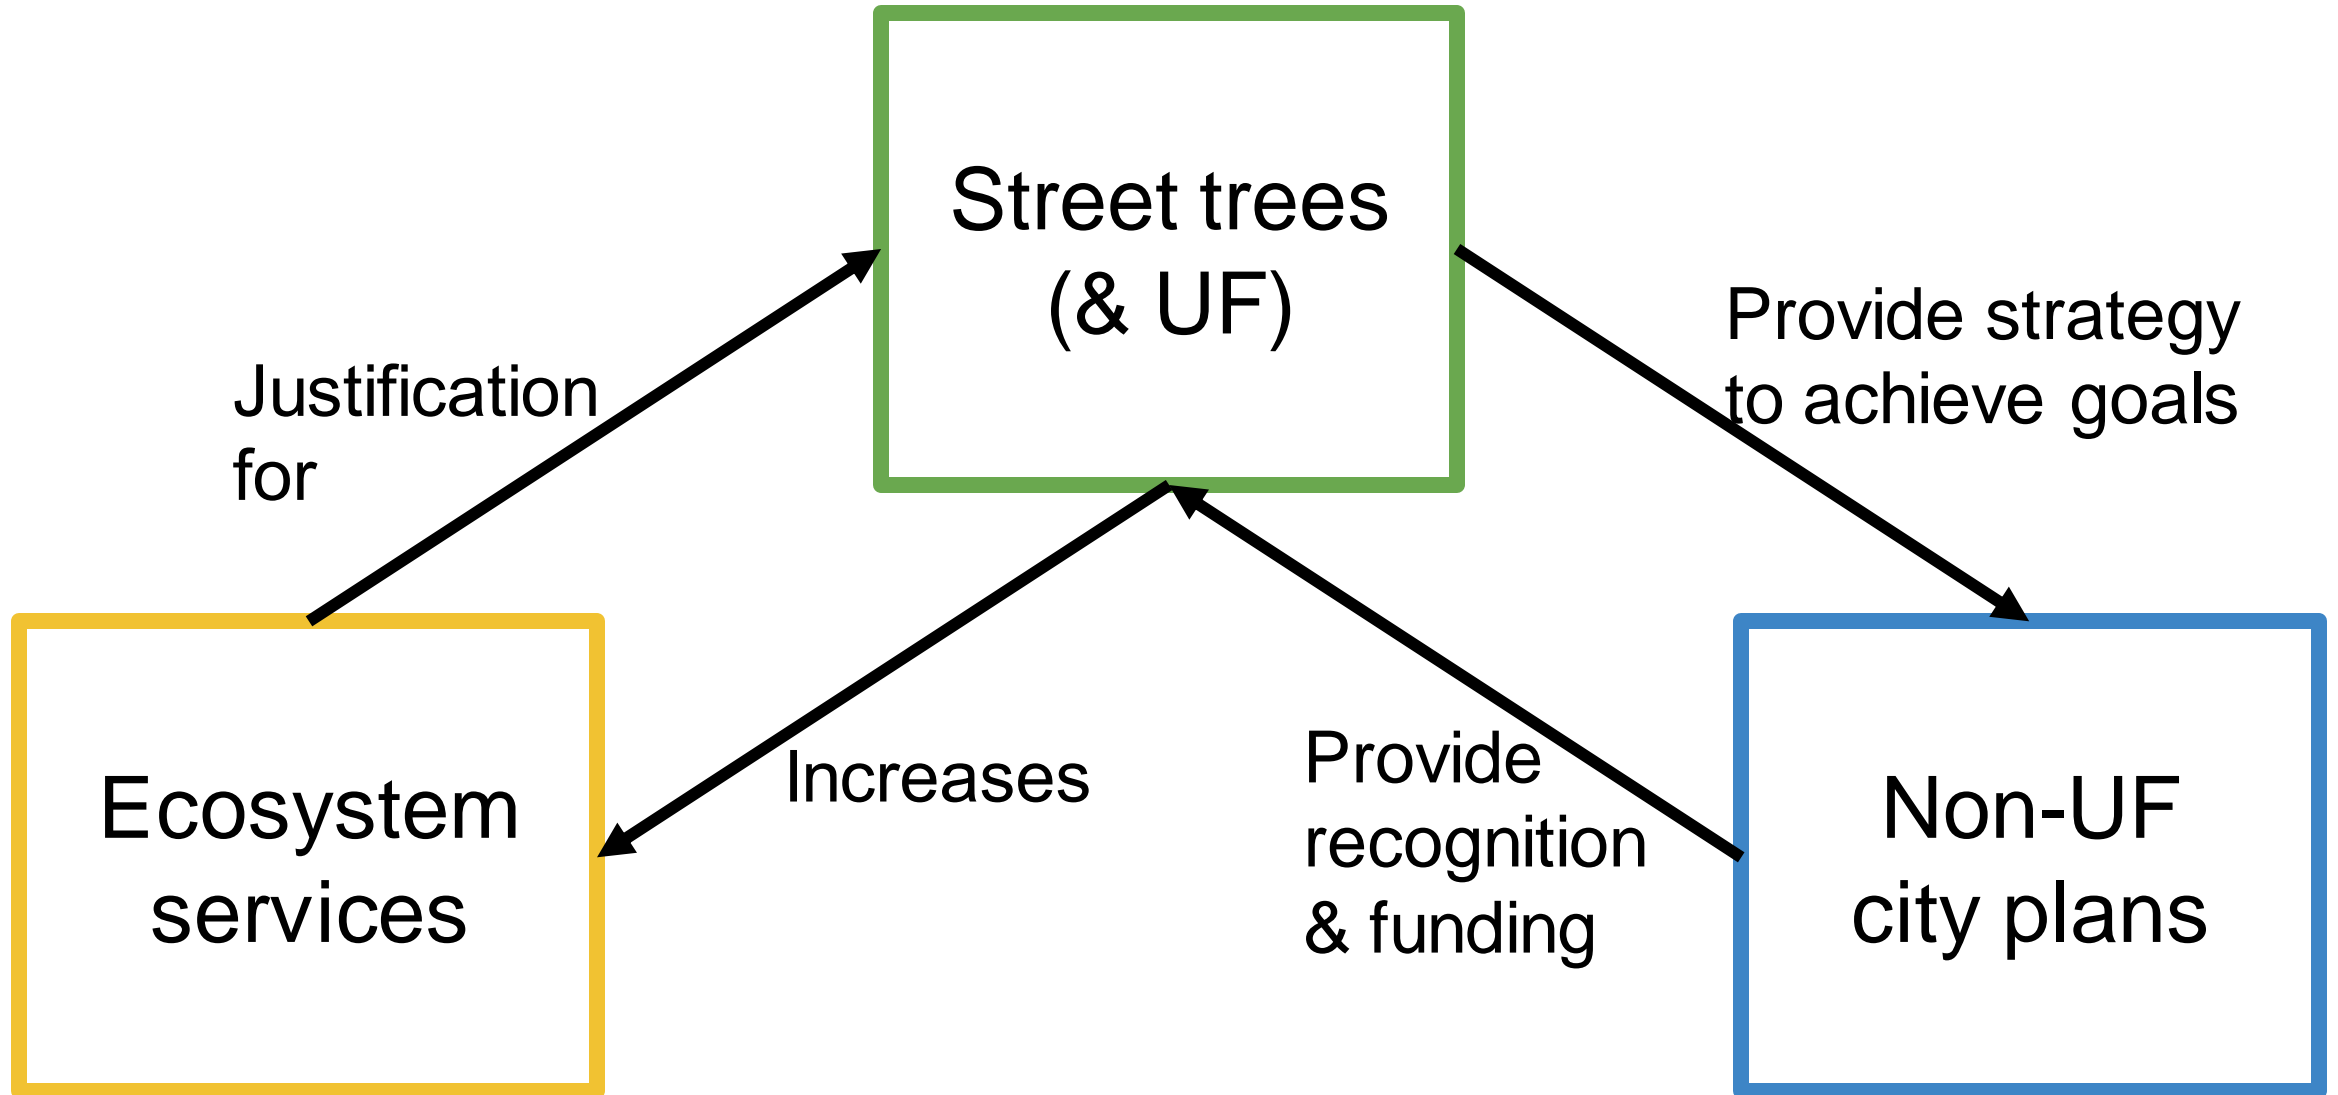 Street trees
(& UF)
Justification
for
Provide strategy
to achieve goals
Increases
Provide
recognition
& funding
Ecosystem
services
Non-UF
city plans